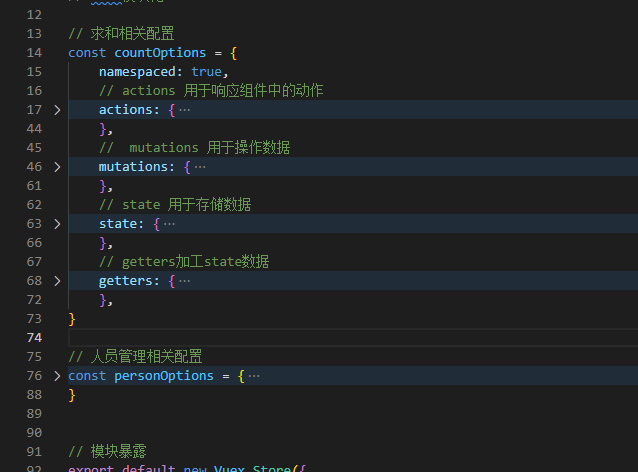 12
13 // 求和相关配置
14 const countOptions = {
15 namespaced: true,
16 // actions 用于响应组件中的动作
17 actions: { ···
44 },
45 // mutations 用于操作数据
46 mutations: { ···
61 },
62 // state 用于存储数据
63 state: { ···
66 },
67 // getters加工state数据
68 getters: { ···
72 },
73 }
74
75 // 人员管理相关配置
76 const personOptions = { ···
88 }
89
90
91 // 模块暴露
92 export default new Vuex.Store({